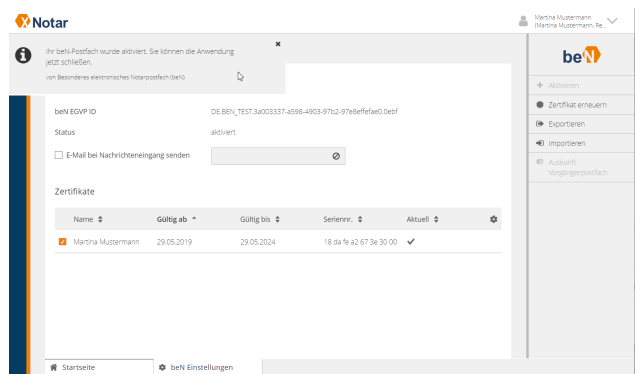 XNotar
Martina Mustermann
(Martina Mustermann, Re...
Ihr beN-Postfach wurde aktiviert. Sie können die Anwendung
jetzt schließen.
von Besonderes elektronisches Notarpostfach (beN)
beN
Aktivieren
Zertifikat erneuern
Exportieren
Importieren
Auskunft
Vorgängerpostfach
beN EGVP ID DE.BEN_TEST.3a003337-a598-4903-97b2-97e8effefae0.0ebf
Status aktiviert
E-Mail bei Nachrichteneingang senden
Zertifikate
Name Gültig ab Gültig bis Seriennr. Aktuell
Martina Mustermann 29.05.2019 29.05.2024 18 da fe a2 67 3e 30 00
Startseite beN Einstellungen